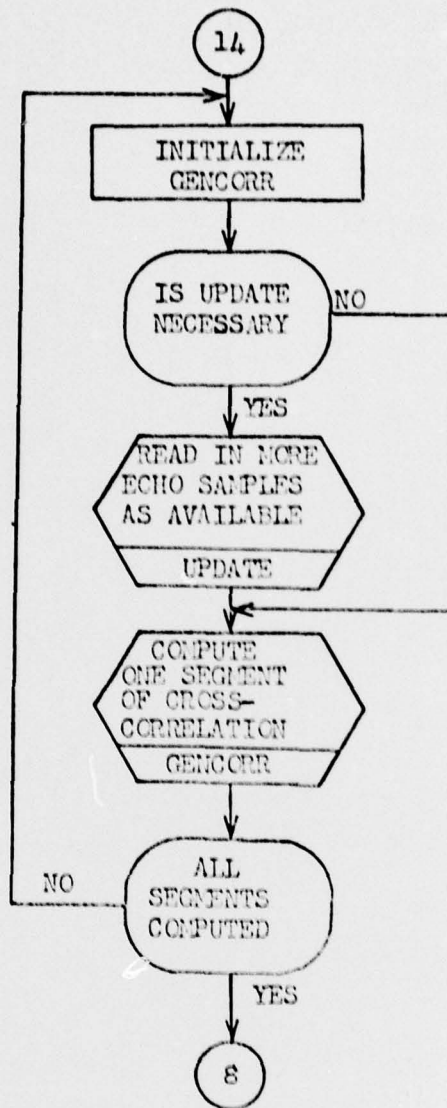 14
INITIALIZE
GENCORR
IS UPDATE
NECESSARY
NO
YES
READ IN MORE
ECHO SAMPLES
AS AVAILABLE
UPDATE
COMPUTE
ONE SEGMENT
OF CROSS-
CORRELATION
GENCORR
ALL
SEGMENTS
COMPUTED
NO
YES
8